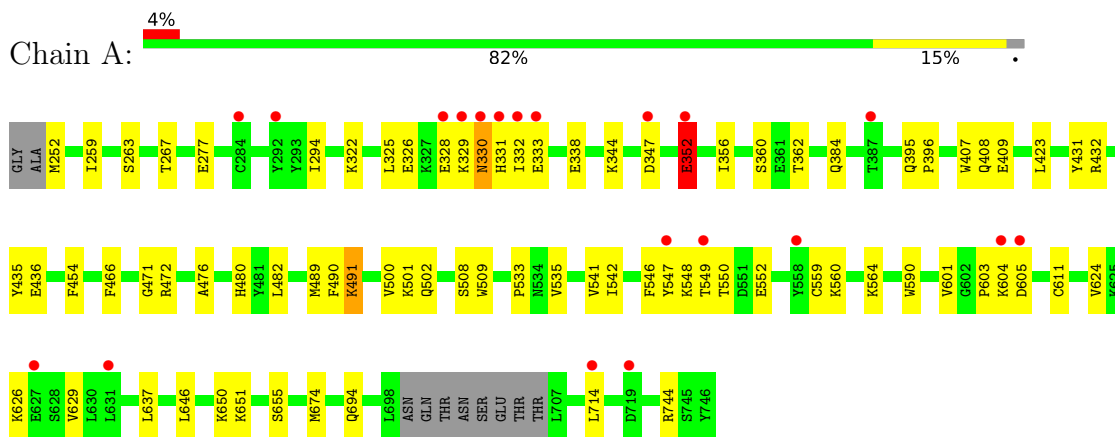 4%
Chain A:
82% 15% •
GLY ALA M252 I259 S263 T267 E277 C284 Y292 Y293 I294 K322 L325 E326 K327 E328 K329 N330 H331 I332 E333 E338 K344 D347 E352 I356 S360 E361 T362 Q384 T387 Q395 P396 W407 Q408 E409 L423 Y431 R432
Y435 E436 F454 F466 G471 R472 A476 H480 Y481 L482 M489 F490 K491 V500 K501 Q502 S508 W509 P533 N534 V535 V541 I542 F546 Y547 K548 T549 T550 D551 E552 Y558 C559 K560 K564 W590 V601 G602 P603 K604 D605 C611 V624 K625
K626 E627 S628 V629 L630 L631 L637 L646 K650 K651 S655 M674 Q694 L698 ASN GLN THR ASN SER GLU THR THR L707 L714 D719 R744 S745 Y746